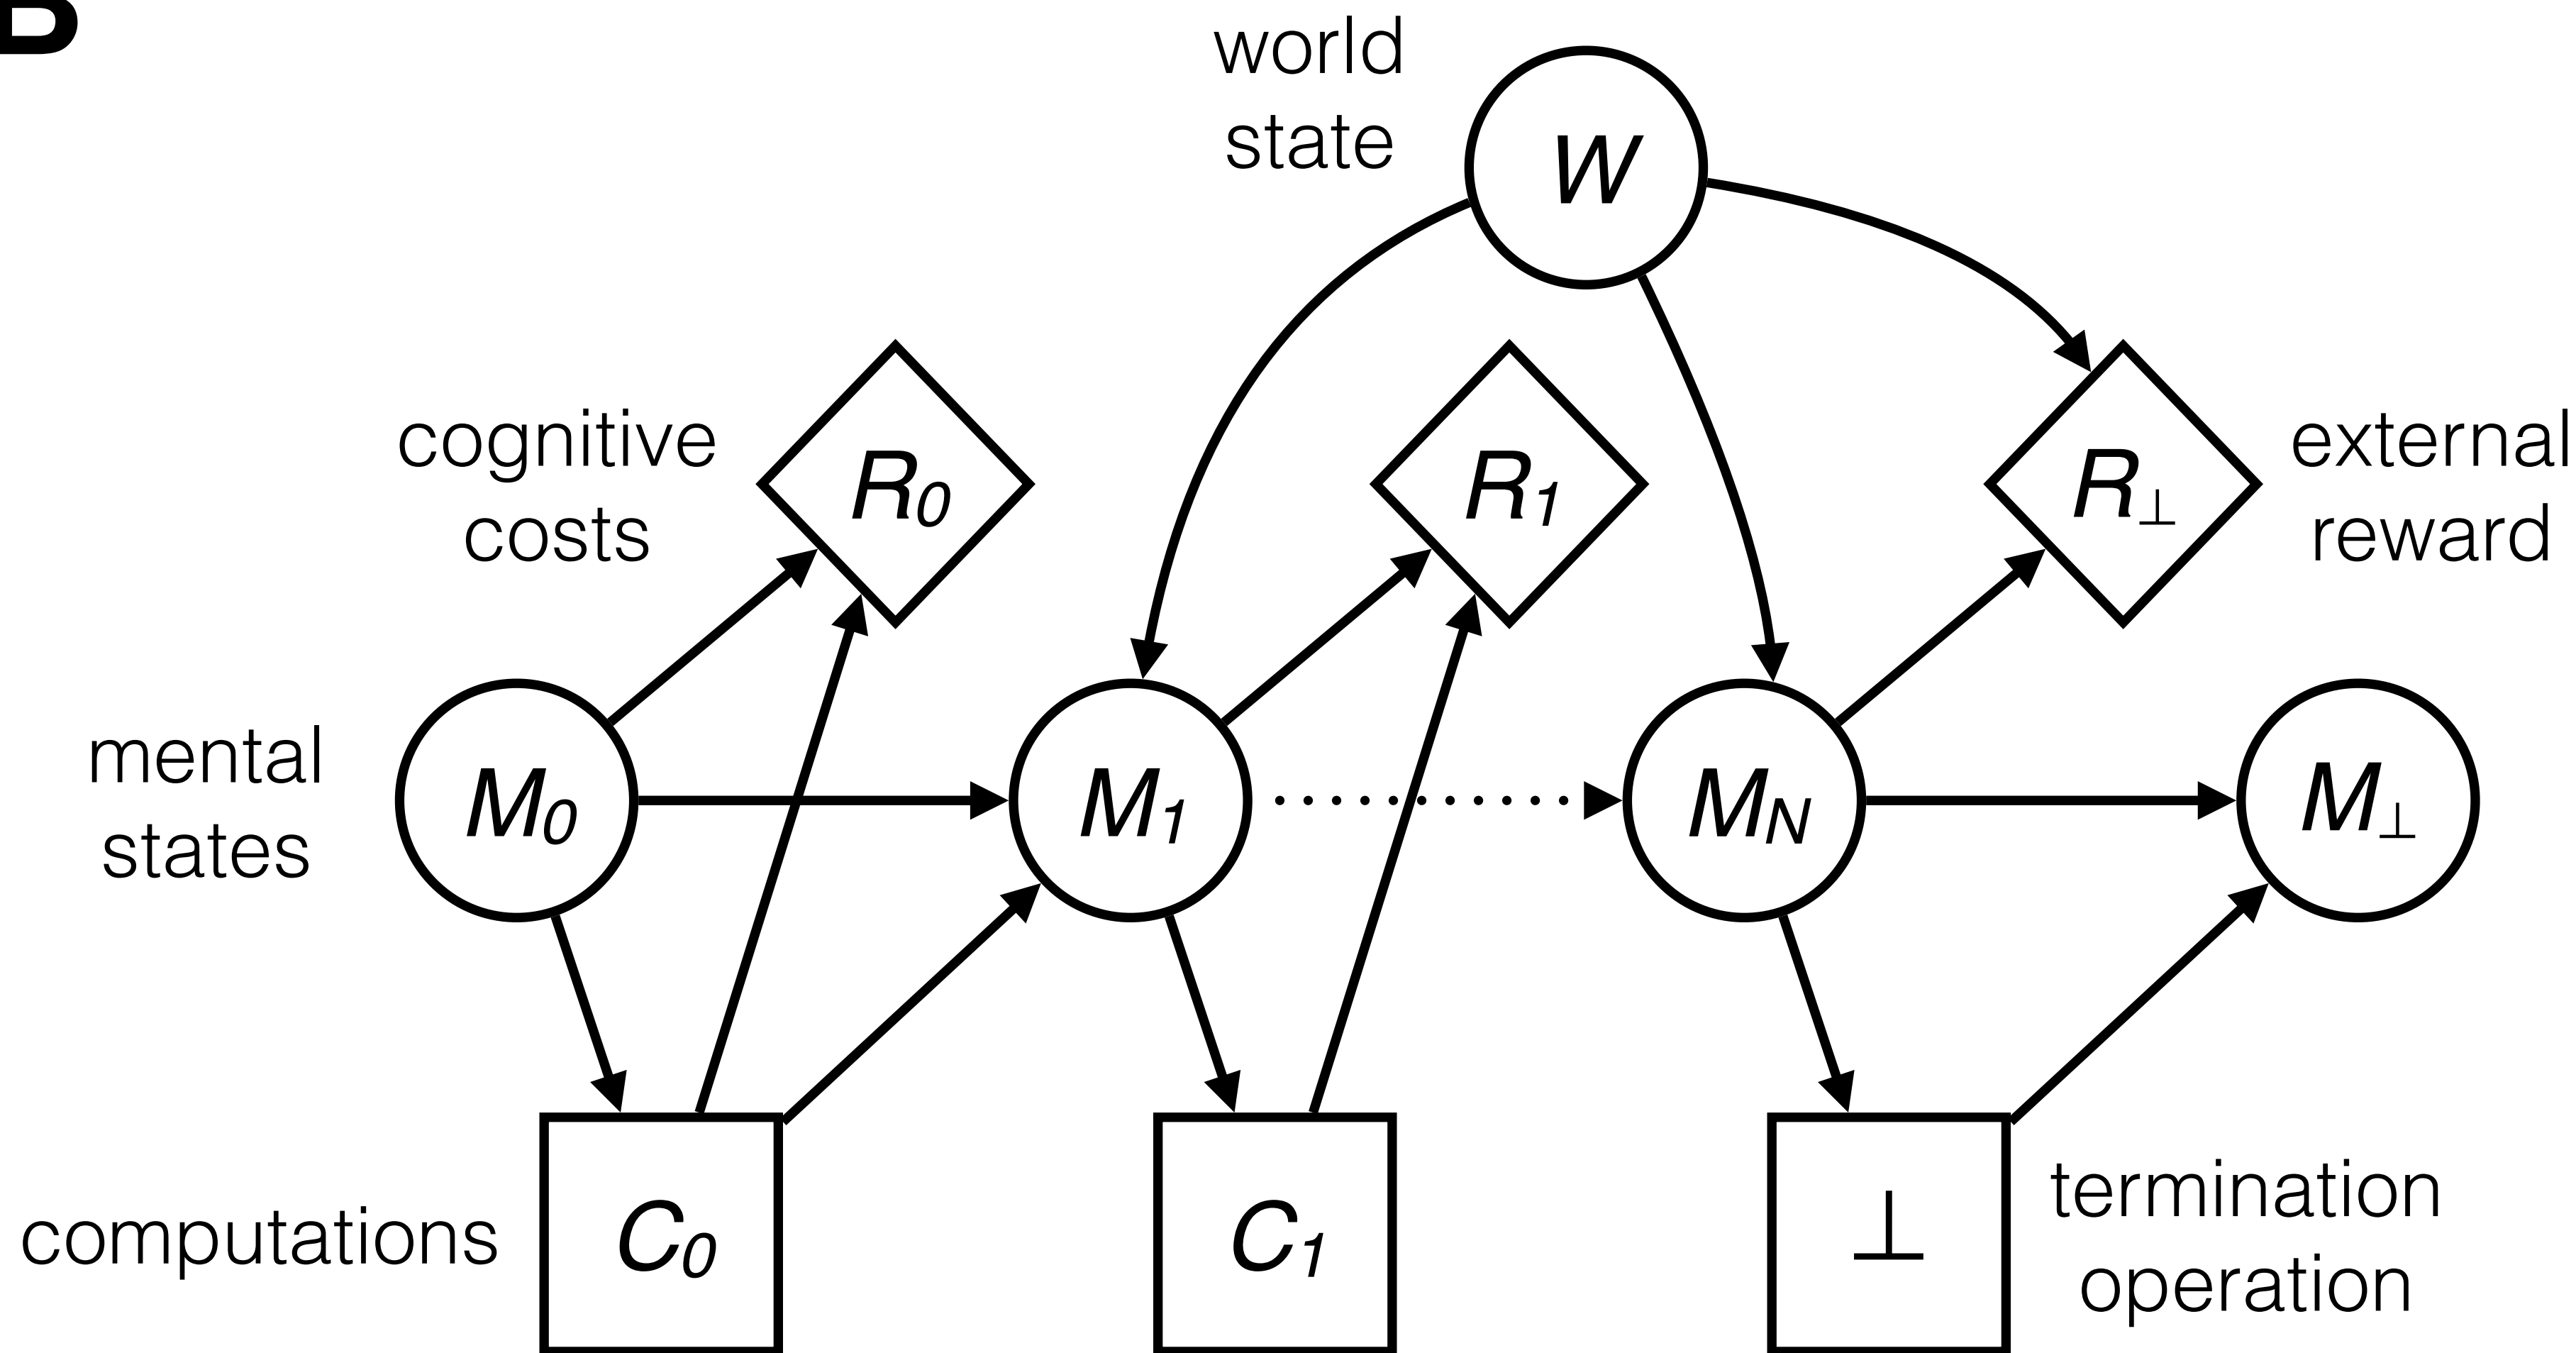 B
world
state
W
cognitive
costs
R0
R1
R⊥
external
reward
mental
states
M0
M1
MN
M⊥
computations
C0
C1
⊥
termination
operation